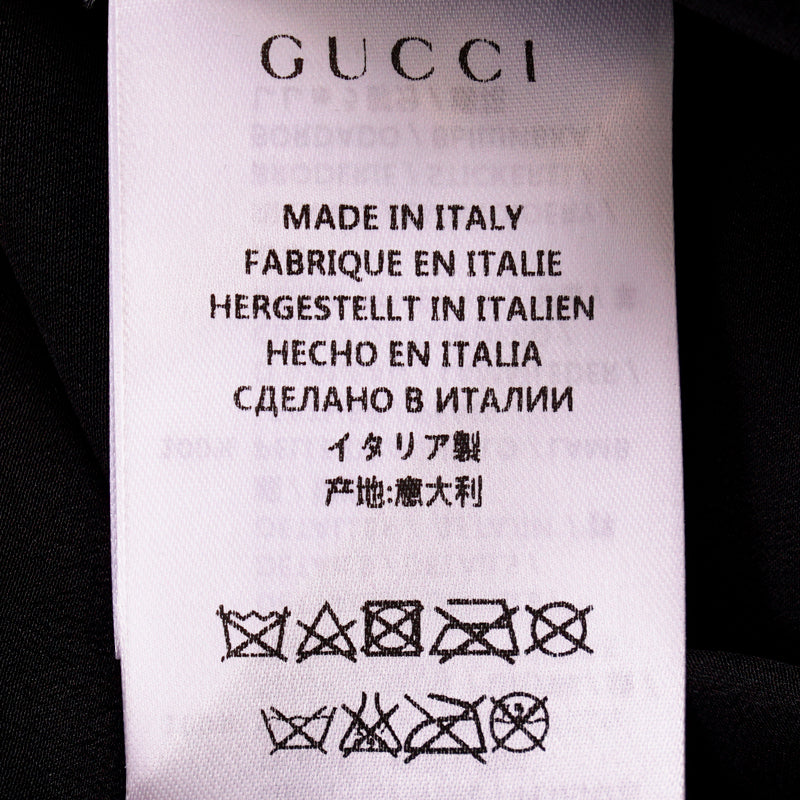 GUCCI
MADE IN ITALY
FABRIQUE EN ITALIE
HERGESTELLT IN ITALIEN
HECHO EN ITALIA
СДЕЛАНО В ИТАЛИИ
イタリア製
产地:意大利